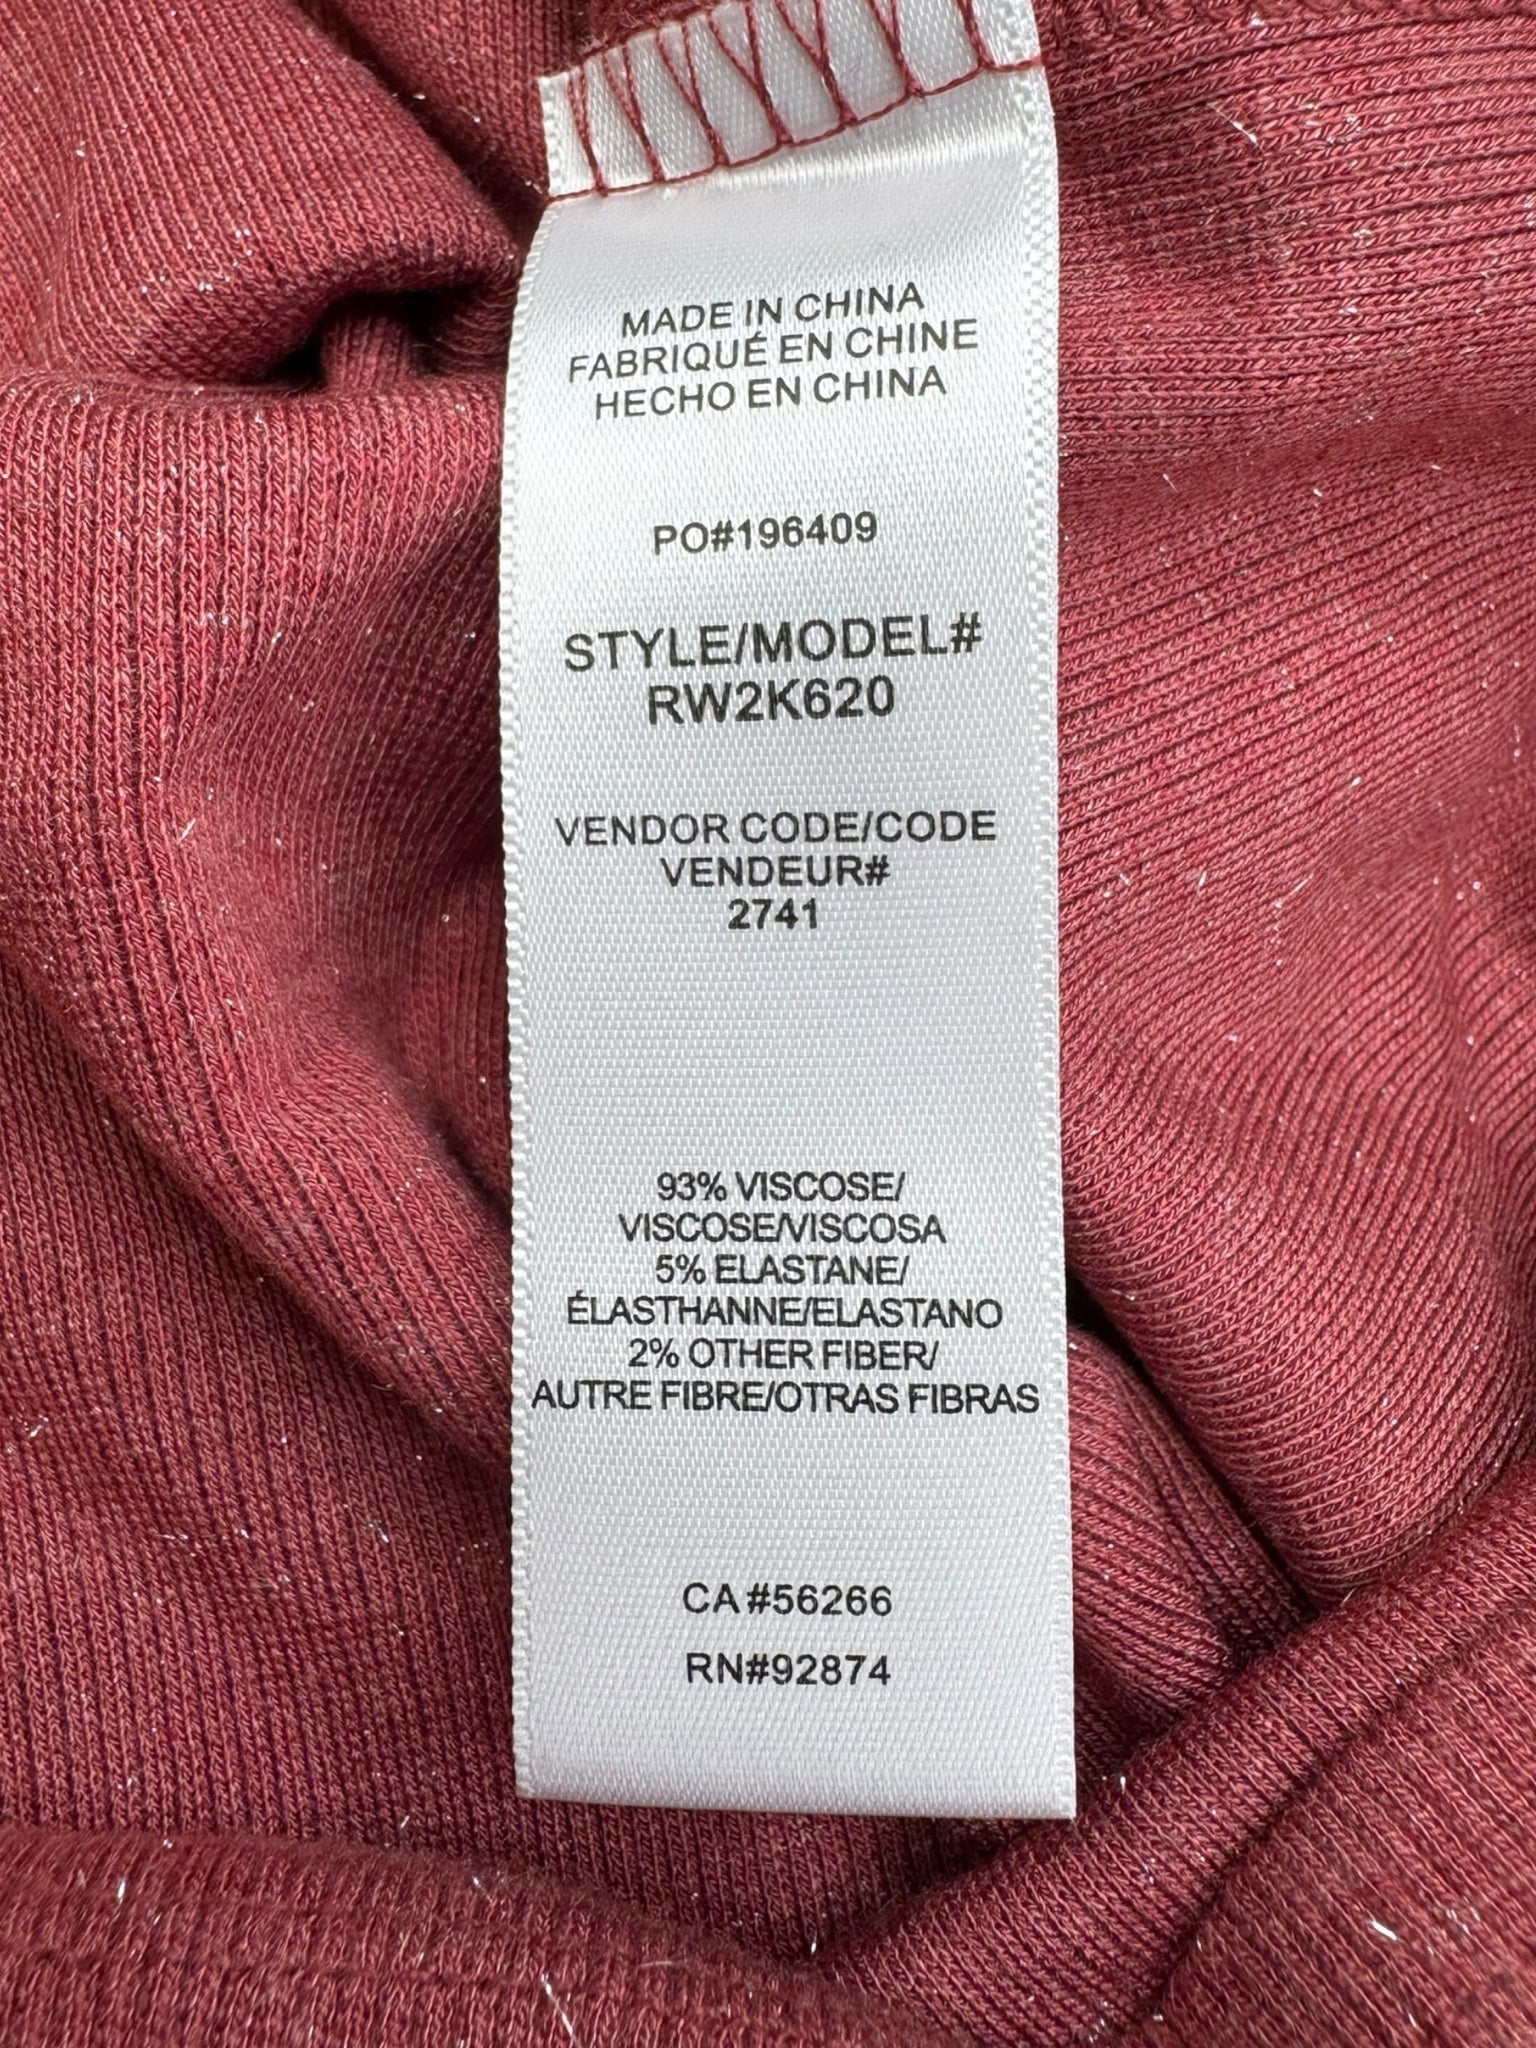 MADE IN CHINA
FABRIQUÉ EN CHINE
HECHO EN CHINA
PO#196409
STYLE/MODEL#
RW2K620
VENDOR CODE/CODE
VENDEUR#
2741
93% VISCOSE/
VISCOSE/VISCOSA
5% ELASTANE/
ÉLASTHANNE/ELASTANO
2% OTHER FIBER/
AUTRE FIBRE/OTRAS FIBRAS
CA #56266
RN#92874